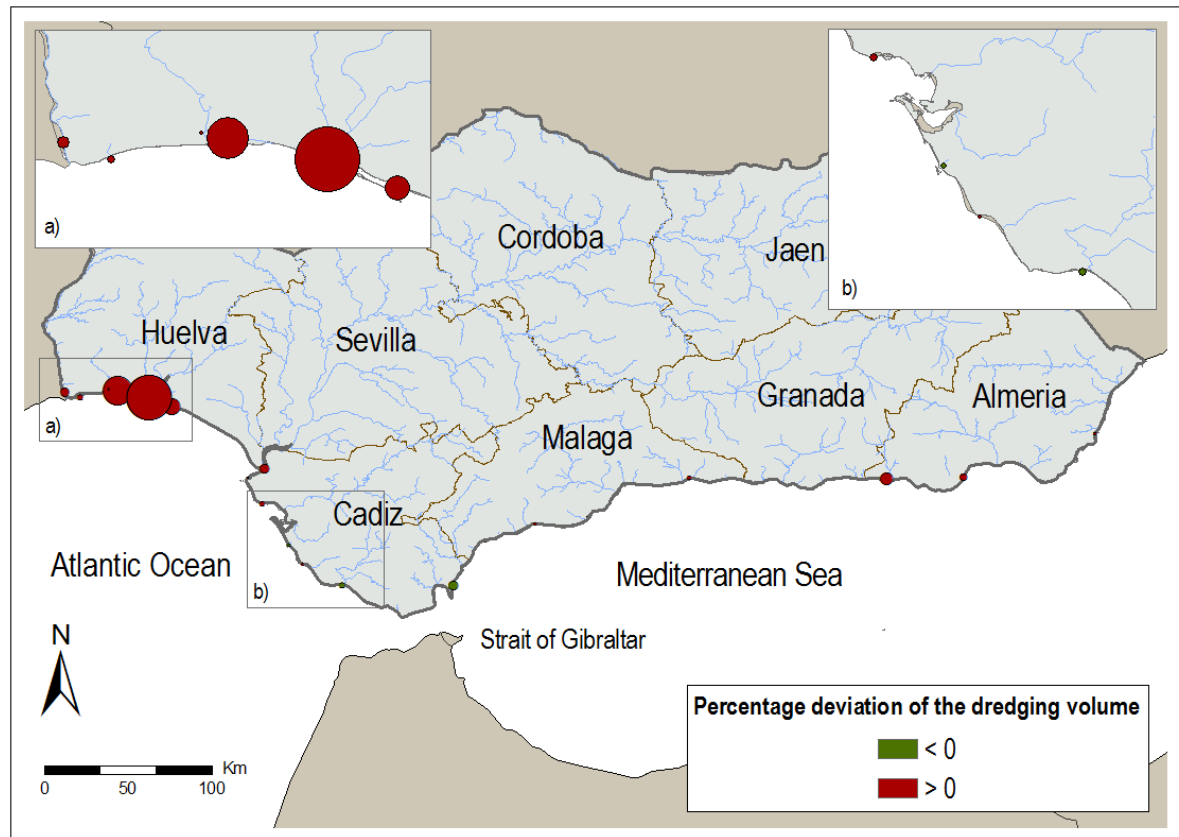 a)
b)
Cordoba
Jaen
Huelva
Sevilla
Granada
Almeria
a)
Malaga
Cadiz
Atlantic Ocean
Mediterranean Sea
b)
N
Strait of Gibraltar
Percentage deviation of the dredging volume
< 0
> 0
Km
0 50 100